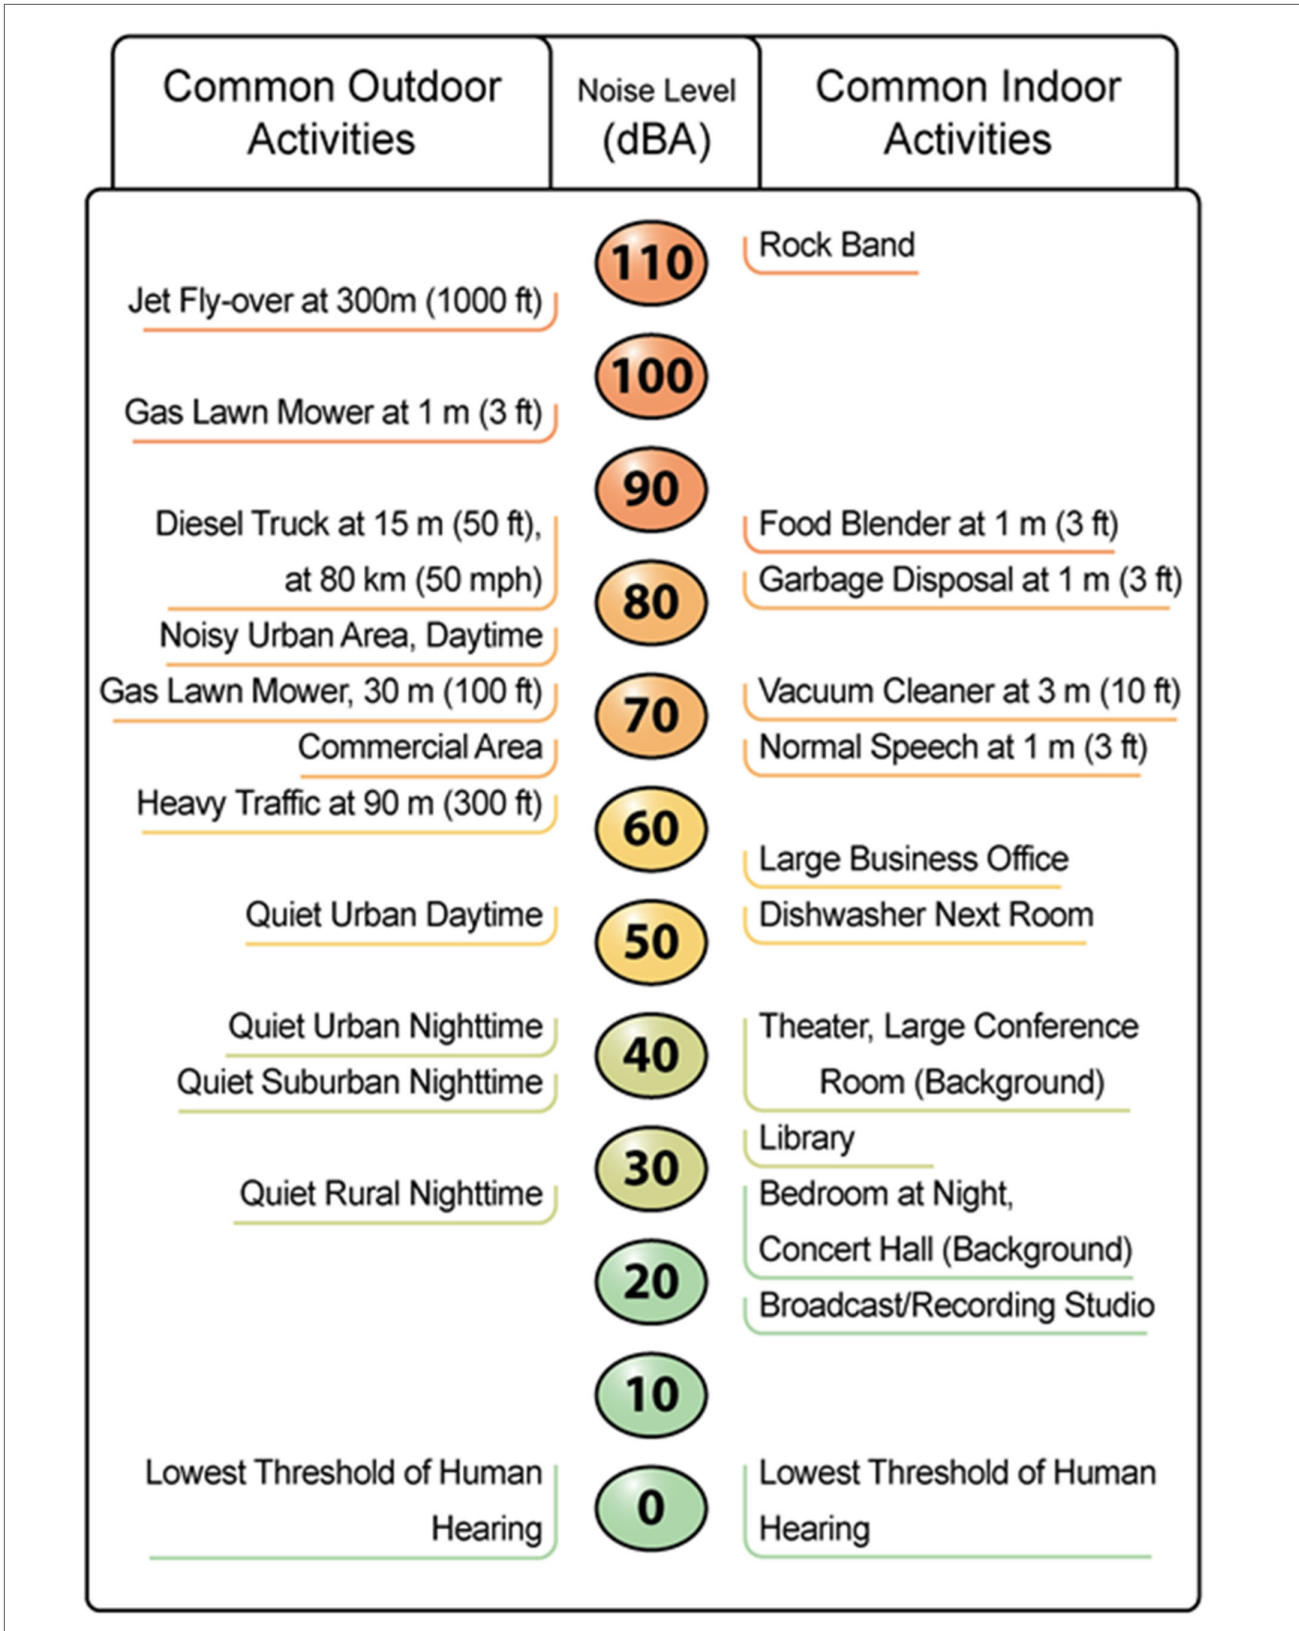 Common Outdoor
Activities
Noise Level
(dBA)
Common Indoor
Activities
110
Rock Band
Jet Fly-over at 300m (1000 ft)
100
Gas Lawn Mower at 1 m (3 ft)
90
Diesel Truck at 15 m (50 ft),
at 80 km (50 mph)
Food Blender at 1 m (3 ft)
80
Garbage Disposal at 1 m (3 ft)
Noisy Urban Area, Daytime
Gas Lawn Mower, 30 m (100 ft)
70
Vacuum Cleaner at 3 m (10 ft)
Commercial Area
Normal Speech at 1 m (3 ft)
Heavy Traffic at 90 m (300 ft)
60
Large Business Office
Quiet Urban Daytime
50
Dishwasher Next Room
Quiet Urban Nighttime
40
Theater, Large Conference
Room (Background)
Quiet Suburban Nighttime
Library
30
Quiet Rural Nighttime
Bedroom at Night,
Concert Hall (Background)
20
Broadcast/Recording Studio
10
Lowest Threshold of Human
Hearing
0
Lowest Threshold of Human
Hearing